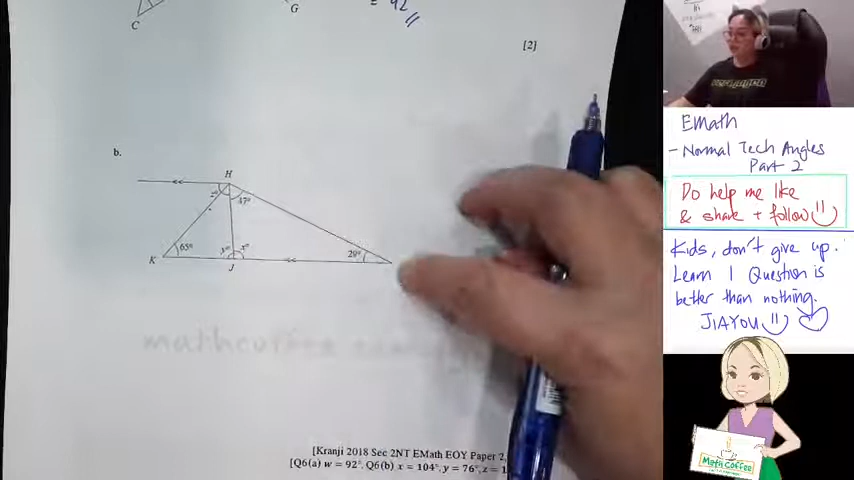 C
G
= 92 //
[2]
b.
H
z°
47°
65°
y°
x°
28°
K
J
mathcoffee
[Kranji 2018 Sec 2NT EMath EOY Paper 2,
[Q6(a) w = 92°, Q6(b) x = 104°, y = 76°, z = 1
EMath
- Normal Tech Angles
Part 2
Do help me like
& share + follow
Kids, don't give up.
Learn 1 Question is
better than nothing.
JIAYOU
Math Coffee